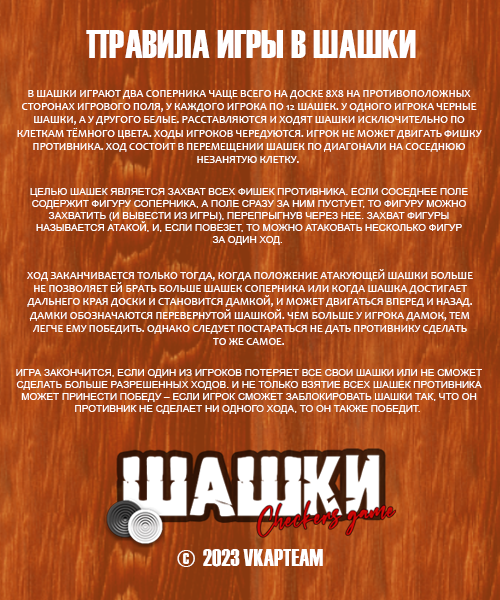 ПРАВИЛА ИГРЫ В ШАШКИ
В ШАШКИ ИГРАЮТ ДВА СОПЕРНИКА ЧАЩЕ ВСЕГО НА ДОСКЕ 8X8 НА ПРОТИВОПОЛОЖНЫХ
СТОРОНАХ ИГРОВОГО ПОЛЯ, У КАЖДОГО ИГРОКА ПО 12 ШАШЕК. У ОДНОГО ИГРОКА ЧЕРНЫЕ
ШАШКИ, А У ДРУГОГО БЕЛЫЕ. РАССТАВЛЯЮТСЯ И ХОДЯТ ШАШКИ ИСКЛЮЧИТЕЛЬНО ПО
КЛЕТКАМ ТЁМНОГО ЦВЕТА. ХОДЫ ИГРОКОВ ЧЕРЕДУЮТСЯ. ИГРОК НЕ МОЖЕТ ДВИГАТЬ ФИШКУ
ПРОТИВНИКА. ХОД СОСТОИТ В ПЕРЕМЕЩЕНИИ ШАШЕК ПО ДИАГОНАЛИ НА СОСЕДНЮЮ
НЕЗАНЯТУЮ КЛЕТКУ.
ЦЕЛЬЮ ШАШЕК ЯВЛЯЕТСЯ ЗАХВАТ ВСЕХ ФИШЕК ПРОТИВНИКА. ЕСЛИ СОСЕДНЕЕ ПОЛЕ
СОДЕРЖИТ ФИГУРУ СОПЕРНИКА, А ПОЛЕ СРАЗУ ЗА НИМ ПУСТУЕТ, ТО ФИГУРУ МОЖНО
ЗАХВАТИТЬ (И ВЫВЕСТИ ИЗ ИГРЫ), ПЕРЕПРЫГНУВ ЧЕРЕЗ НЕЕ. ЗАХВАТ ФИГУРЫ
НАЗЫВАЕТСЯ АТАКОЙ, И, ЕСЛИ ПОВЕЗЕТ, ТО МОЖНО АТАКОВАТЬ НЕСКОЛЬКО ФИГУР
ЗА ОДИН ХОД.
ХОД ЗАКАНЧИВАЕТСЯ ТОЛЬКО ТОГДА, КОГДА ПОЛОЖЕНИЕ АТАКУЮЩЕЙ ШАШКИ БОЛЬШЕ
НЕ ПОЗВОЛЯЕТ ЕЙ БРАТЬ БОЛЬШЕ ШАШЕК СОПЕРНИКА ИЛИ КОГДА ШАШКА ДОСТИГАЕТ
ДАЛЬНЕГО КРАЯ ДОСКИ И СТАНОВИТСЯ ДАМКОЙ, И МОЖЕТ ДВИГАТЬСЯ ВПЕРЕД И НАЗАД.
ДАМКИ ОБОЗНАЧАЮТСЯ ПЕРЕВЕРНУТОЙ ШАШКОЙ. ЧЕМ БОЛЬШЕ У ИГРОКА ДАМОК, ТЕМ
ЛЕГЧЕ ЕМУ ПОБЕДИТЬ. ОДНАКО СЛЕДУЕТ ПОСТАРАТЬСЯ НЕ ДАТЬ ПРОТИВНИКУ СДЕЛАТЬ
ТО ЖЕ САМОЕ.
ИГРА ЗАКОНЧИТСЯ, ЕСЛИ ОДИН ИЗ ИГРОКОВ ПОТЕРЯЕТ ВСЕ СВОИ ШАШКИ ИЛИ НЕ СМОЖЕТ
СДЕЛАТЬ БОЛЬШЕ РАЗРЕШЕННЫХ ХОДОВ. И НЕ ТОЛЬКО ВЗЯТИЕ ВСЕХ ШАШЕК ПРОТИВНИКА
МОЖЕТ ПРИНЕСТИ ПОБЕДУ – ЕСЛИ ИГРОК СМОЖЕТ ЗАБЛОКИРОВАТЬ ШАШКИ ТАК, ЧТО ОН
ПРОТИВНИК НЕ СДЕЛАЕТ НИ ОДНОГО ХОДА, ТО ОН ТАКЖЕ ПОБЕДИТ.
ШАШКИ
Checkers game
© 2023 VKAPTEAM